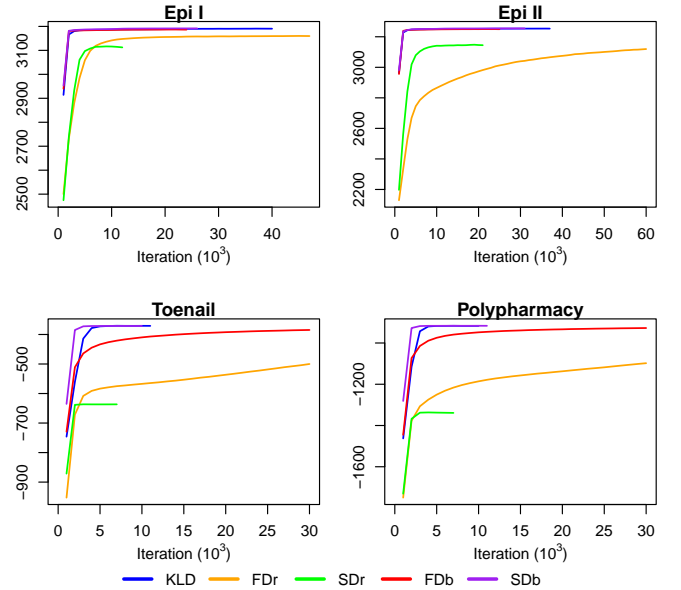 Epi I
Epi II
2500 2700 2900 3100
0 10 20 30 40
Iteration (10³)
2200 2600 3000
0 10 20 30 40 50 60
Iteration (10³)
Toenail
Polypharmacy
−900 −700 −500
0 5 10 15 20 25 30
Iteration (10³)
−1600 −1200
0 5 10 15 20 25 30
Iteration (10³)
KLD FDr SDr FDb SDb